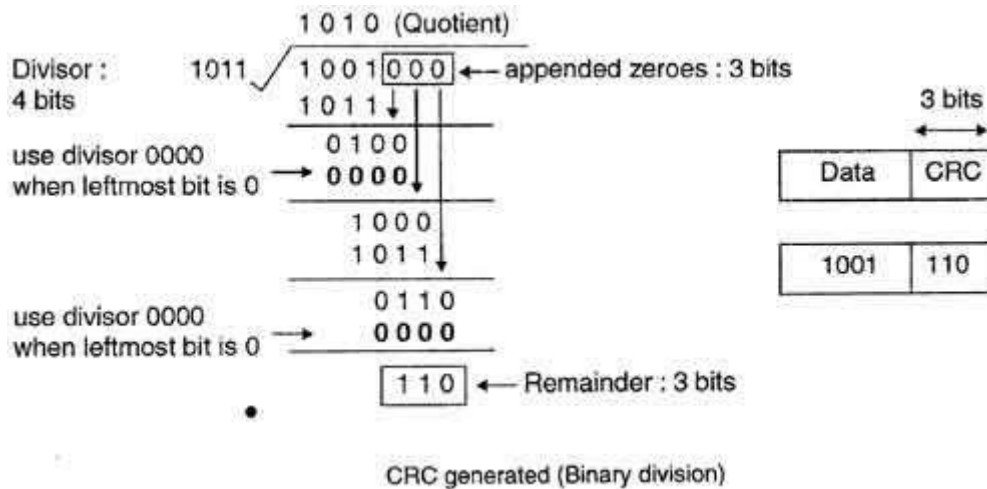 1 0 1 0 (Quotient)
Divisor : 1011 1 0 0 1 0 0 0 appended zeroes : 3 bits
4 bits 1 0 1 1
3 bits
0 1 0 0
use divisor 0000
when leftmost bit is 0 0 0 0 0
Data CRC
1 0 0 0
1 0 1 1
1001 110
0 1 1 0
use divisor 0000
when leftmost bit is 0 0 0 0 0
1 1 0 Remainder : 3 bits
CRC generated (Binary division)